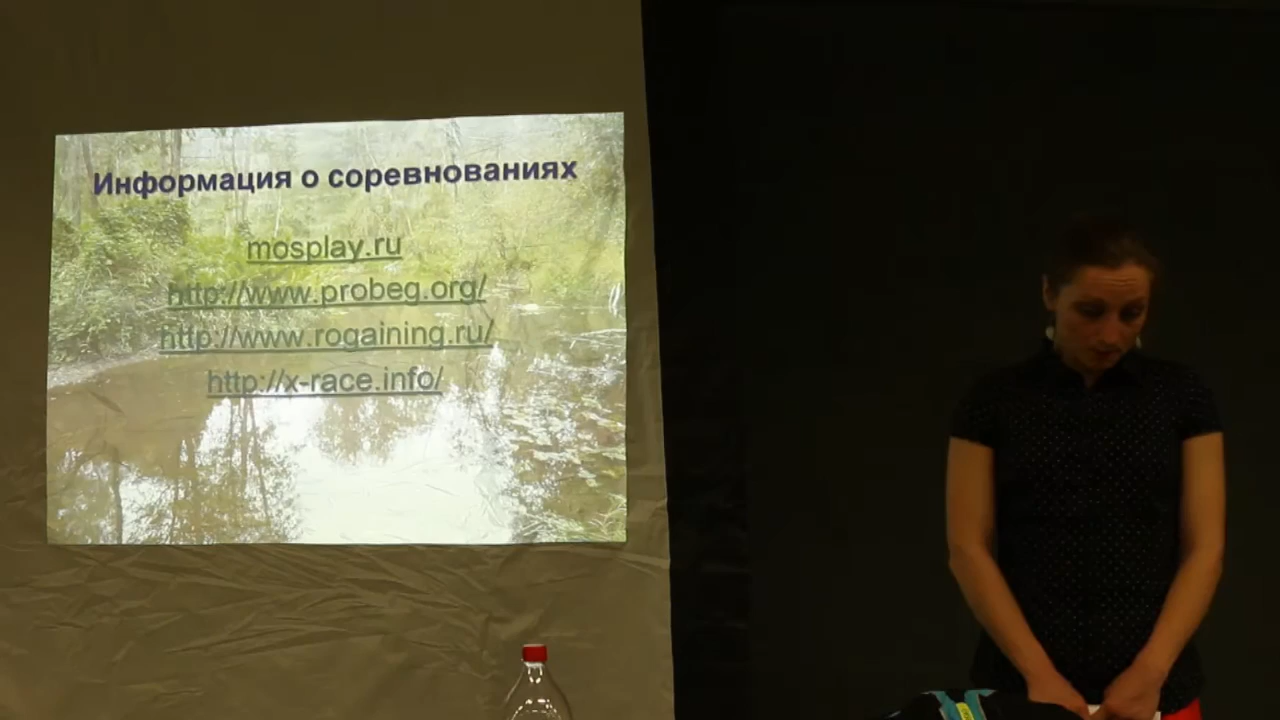 Информация о соревнованиях
mosplay.ru
http://www.probeg.org/
http://www.rogaining.ru/
http://x-race.info/